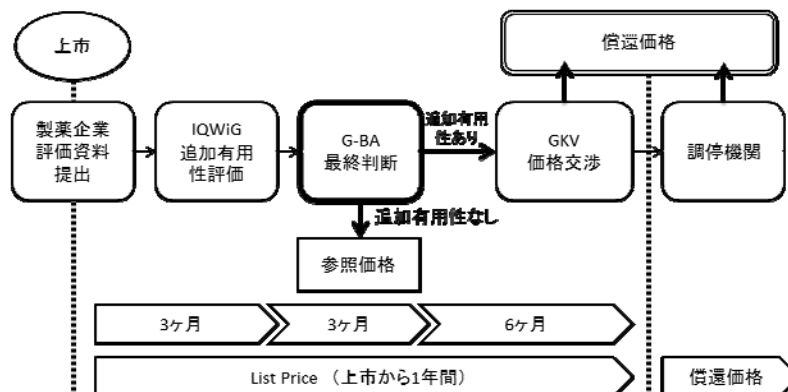 上市
償還価格
製薬企業
評価資料
提出
IQWiG
追加有用
性評価
G-BA
最終判断
追加有用
性あり
GKV
価格交渉
調停機関
追加有用性なし
参照価格
3ヶ月
3ヶ月
6ヶ月
List Price （上市から1年間）
償還価格